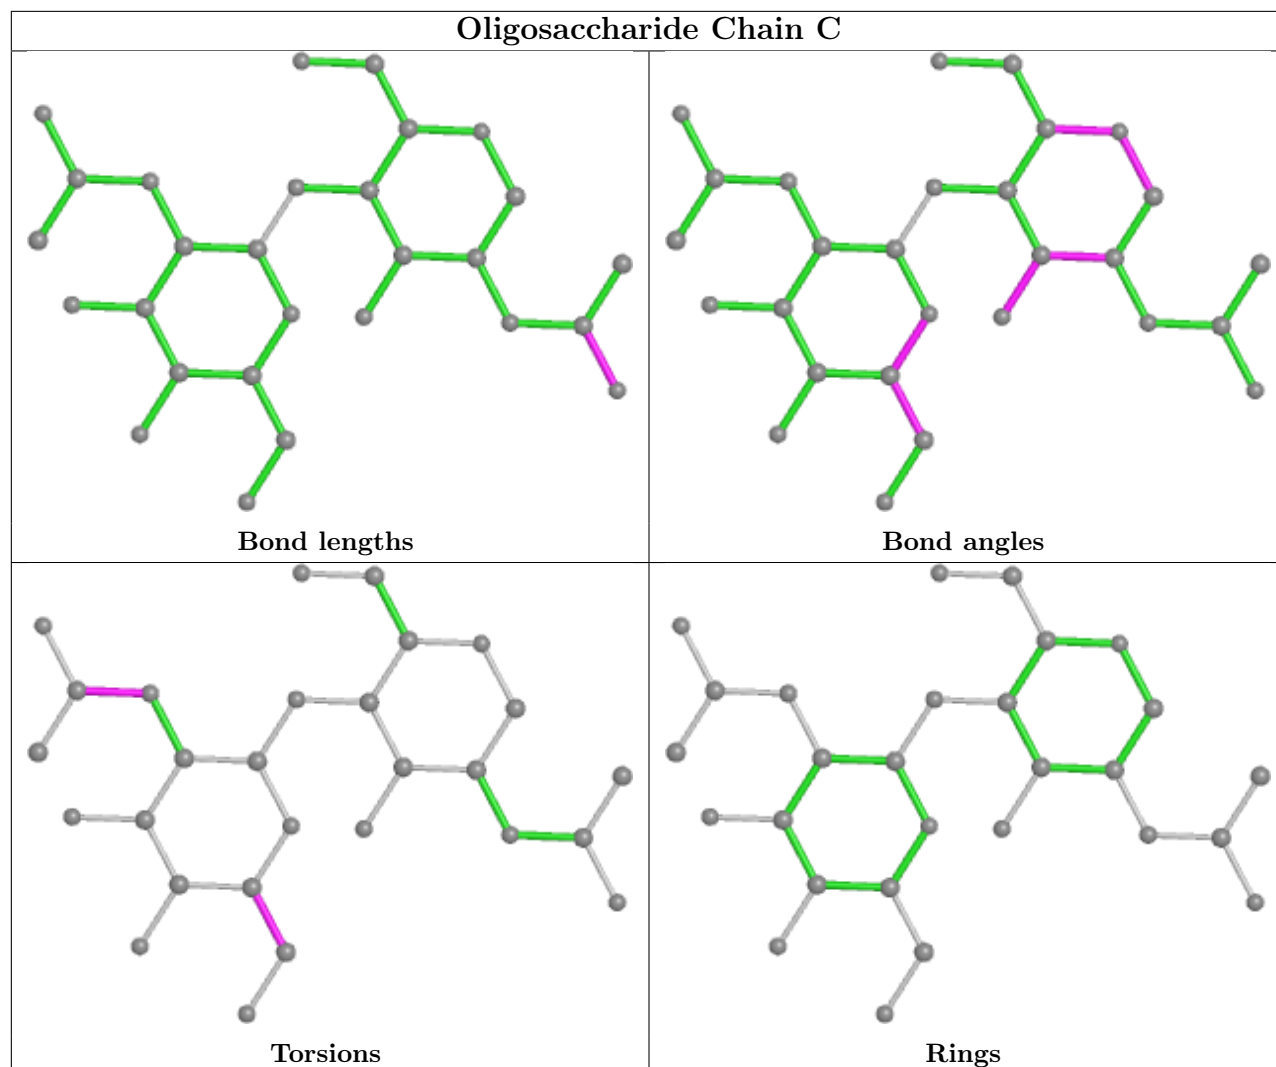 Oligosaccharide Chain C
Bond lengths
Bond angles
Torsions
Rings